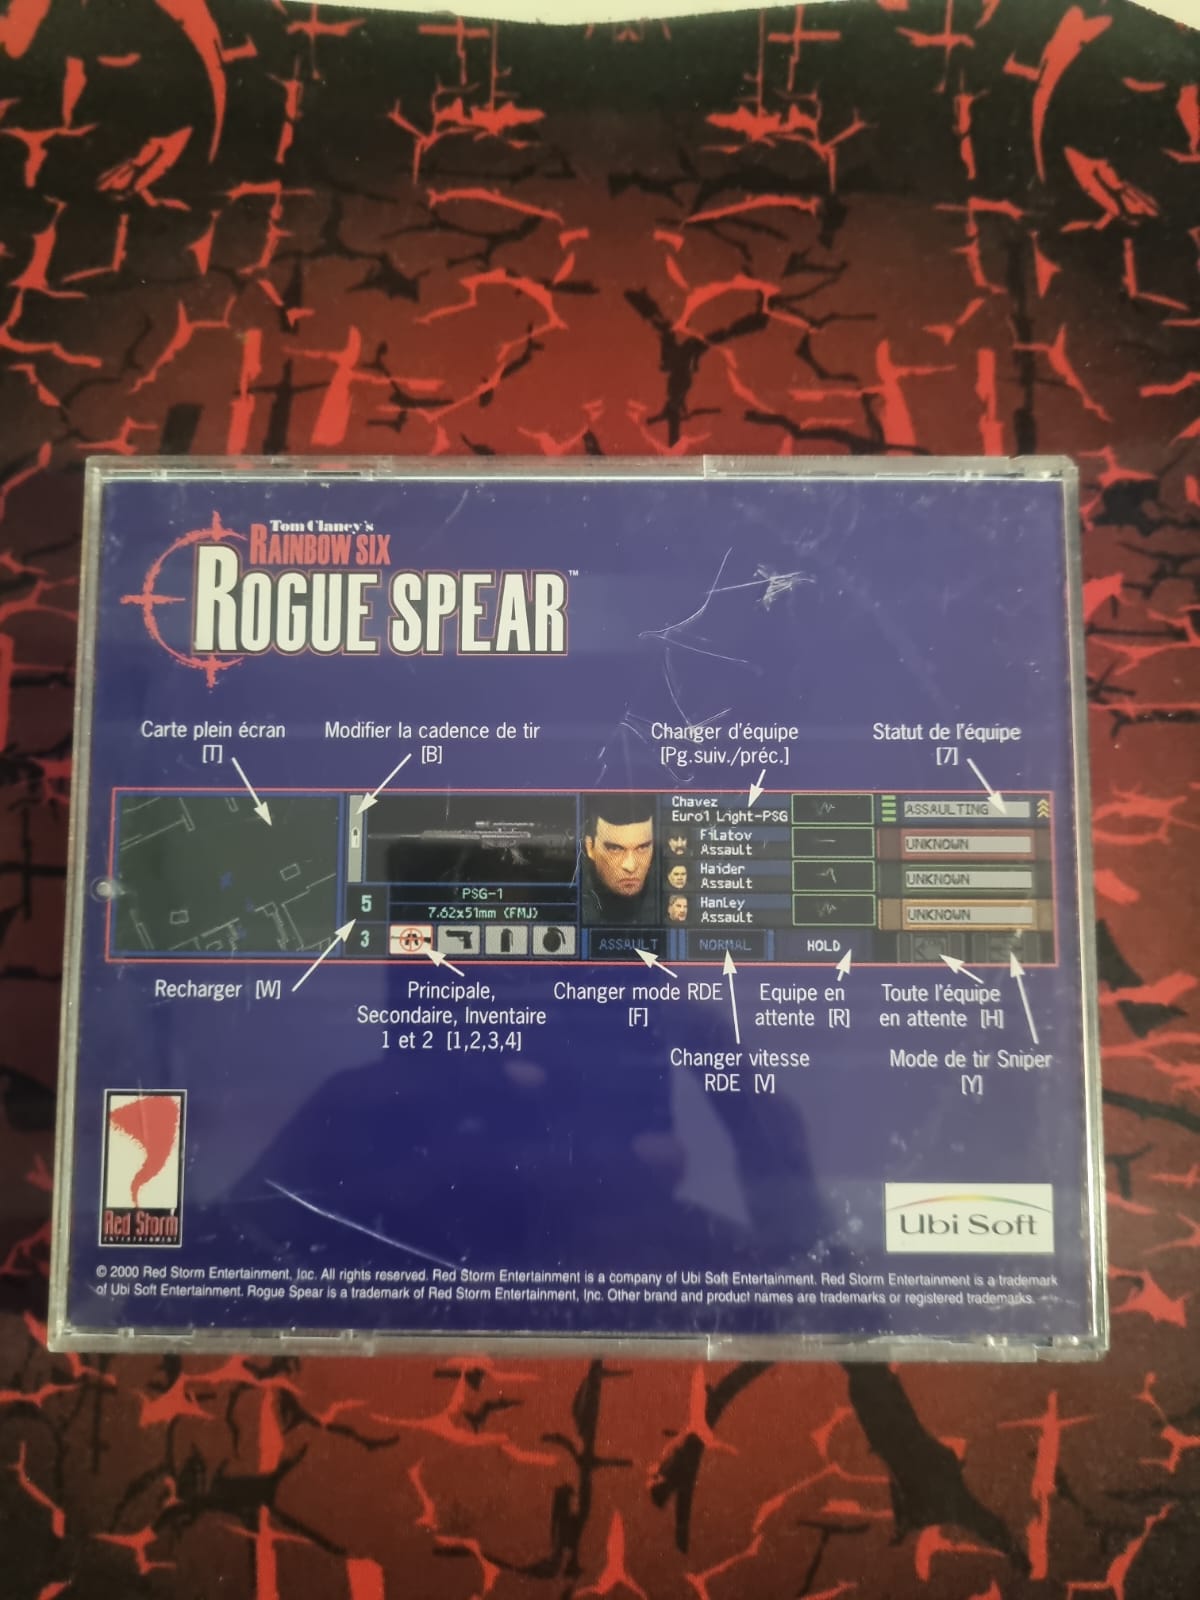 Tom Clancy's
RAINBOW SIX
ROGUE SPEAR™
Carte plein écran
[T]
Modifier la cadence de tir
[B]
Changer d'équipe
[Pg.suiv./préc.]
Statut de l'équipe
[7]
Chavez
Euro1 Light-PSG
ASSAULTING
Filatov
Assault
UNKNOWN
Haider
Assault
UNKNOWN
Hanley
Assault
UNKNOWN
PSG-1
5
7.62x51mm (FMJ)
3
ASSAULT
NORMAL
HOLD
Recharger [W]
Principale,
Secondaire, Inventaire
1 et 2 [1,2,3,4]
Changer mode RDE
[F]
Changer vitesse
RDE [V]
Equipe en
attente [R]
Toute l'équipe
en attente [H]
Mode de tir Sniper
[Y]
Red Storm
ENTERTAINMENT
Ubi Soft
© 2000 Red Storm Entertainment, Inc. All rights reserved. Red Storm Entertainment is a company of Ubi Soft Entertainment. Red Storm Entertainment is a trademark
of Ubi Soft Entertainment. Rogue Spear is a trademark of Red Storm Entertainment, Inc. Other brand and product names are trademarks or registered trademarks.